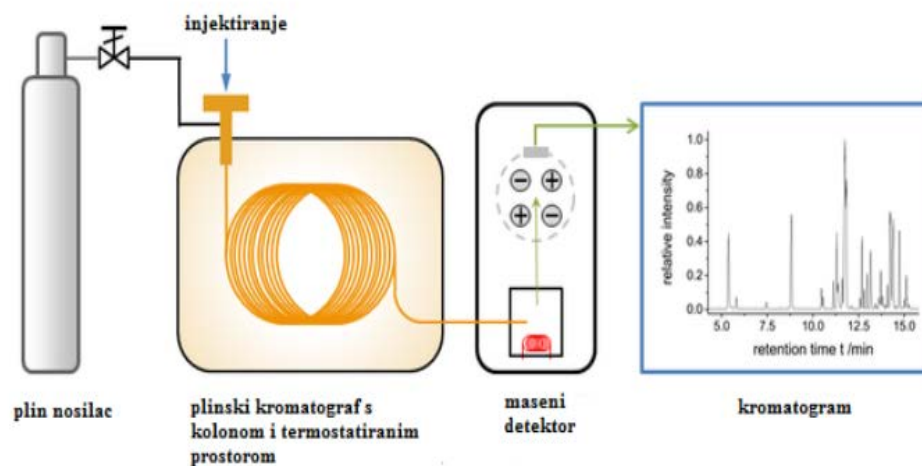 injektiranje
plin nosilac
plinski kromatograf s
kolonom i termostatiranim
prostorom
maseni
detektor
− +
+ −
relative intensity
1.0
0.8
0.6
0.4
0.2
0.0
5.0 7.5 10.0 12.5 15.0
retention time t /min
kromatogram